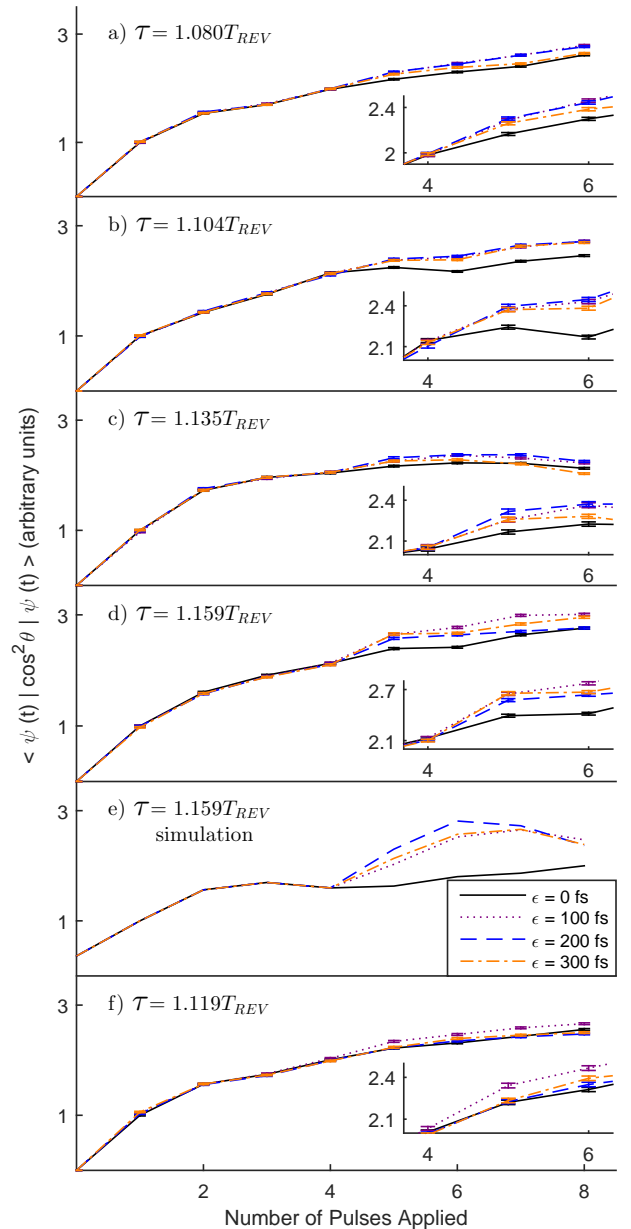 < ψ (t) | cos²θ | ψ (t) > (arbitrary units)
a) τ = 1.080T_REV
3
1
2.4
2
4
6
b) τ = 1.104T_REV
3
1
2.4
2.1
4
6
c) τ = 1.135T_REV
3
1
2.4
2.1
4
6
d) τ = 1.159T_REV
3
1
2.7
2.1
4
6
e) τ = 1.159T_REV
simulation
3
1
ϵ = 0 fs
ϵ = 100 fs
ϵ = 200 fs
ϵ = 300 fs
f) τ = 1.119T_REV
3
1
2.4
2.1
4
6
2 4 6 8
Number of Pulses Applied